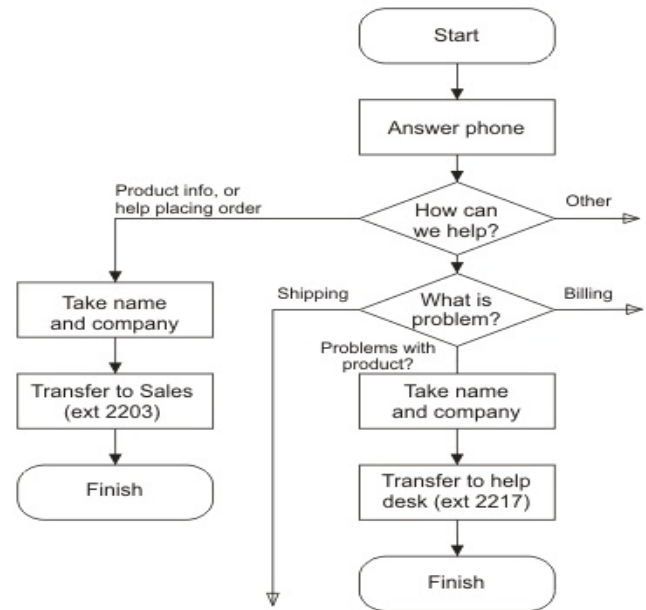 Start
Answer phone
Product info, or
help placing order
How can
we help?
Other
Take name
and company
Shipping
What is
problem?
Billing
Problems with
product?
Transfer to Sales
(ext 2203)
Take name
and company
Finish
Transfer to help
desk (ext 2217)
Finish